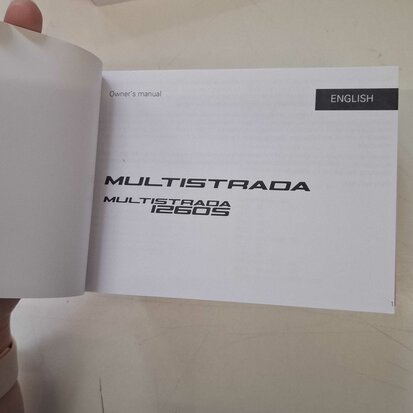 Owner's manual
ENGLISH
MULTISTRADA
MULTISTRADA
1260S
1